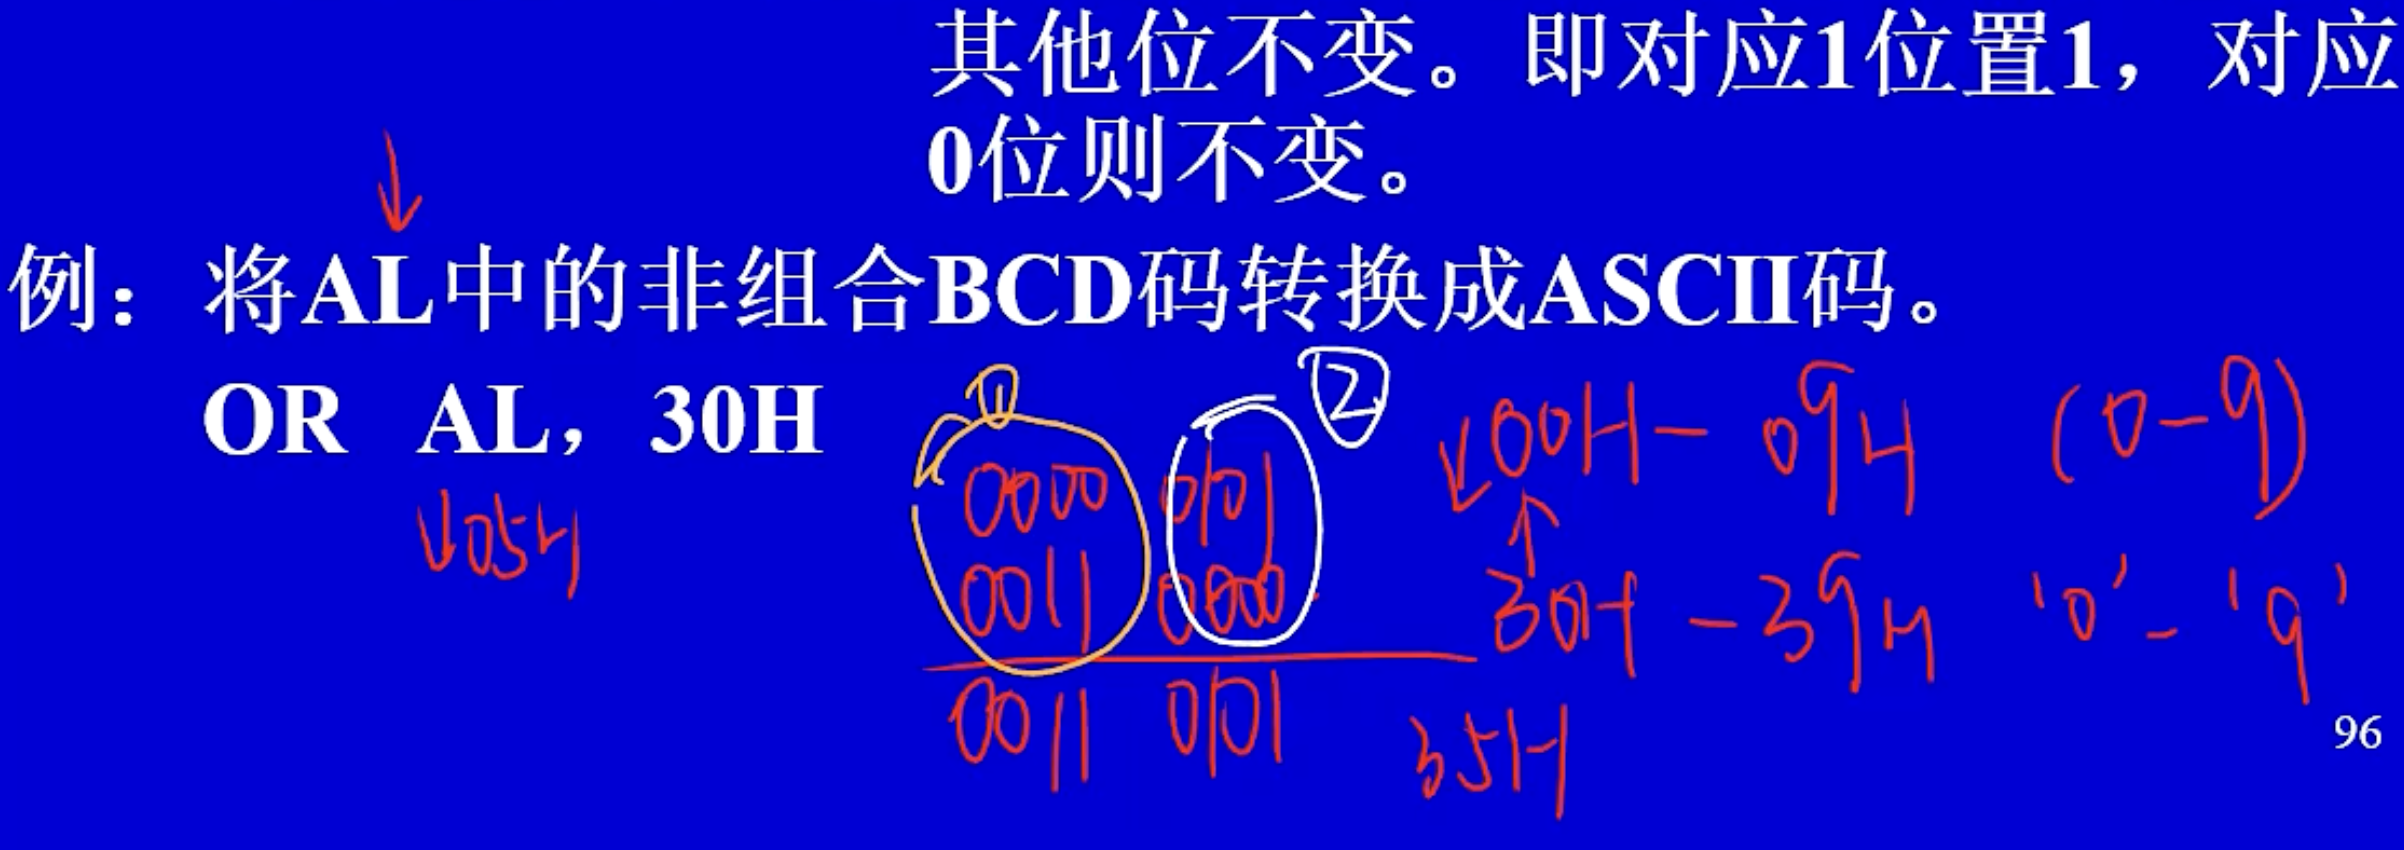 其他位不变。即对应1位置1，对应
0位则不变。
例：将AL中的非组合BCD码转换成ASCII码。
OR AL，30H
① ②
00H - 09H (0-9)
0000 0101
05H
0011 0000
30H - 39H '0' - '9'
0011 0101
35H
96